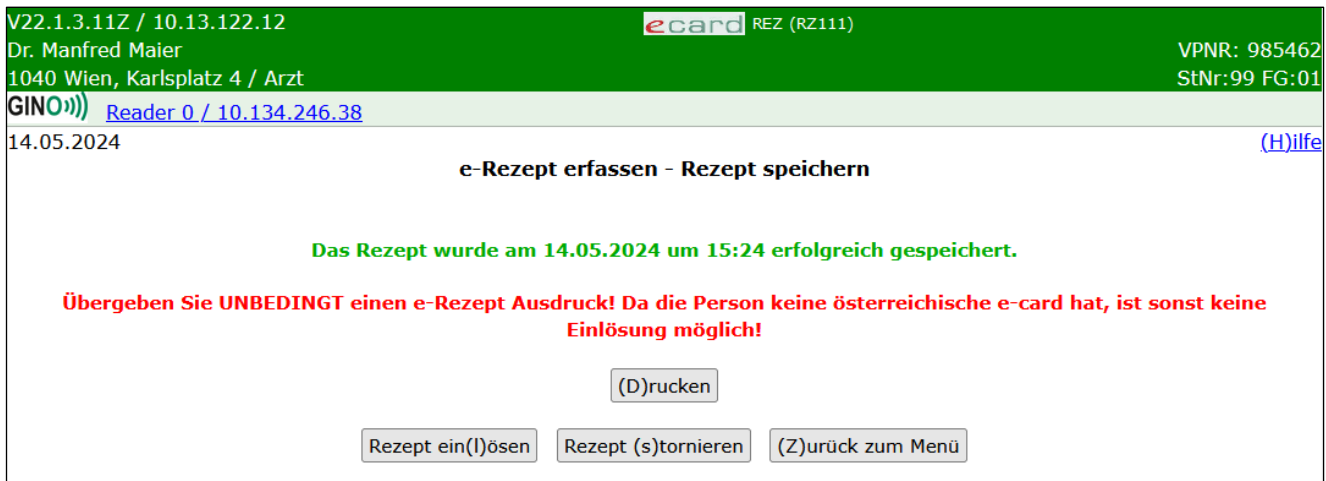 V22.1.3.11Z / 10.13.122.12 ecard REZ (RZ111)
Dr. Manfred Maier VPNR: 985462
1040 Wien, Karlsplatz 4 / Arzt StNr:99 FG:01
GINO))) Reader 0 / 10.134.246.38
14.05.2024 (H)ilfe
e-Rezept erfassen - Rezept speichern
Das Rezept wurde am 14.05.2024 um 15:24 erfolgreich gespeichert.
Übergeben Sie UNBEDINGT einen e-Rezept Ausdruck! Da die Person keine österreichische e-card hat, ist sonst keine
Einlösung möglich!
(D)rucken
Rezept ein(l)ösen Rezept (s)tornieren (Z)urück zum Menü